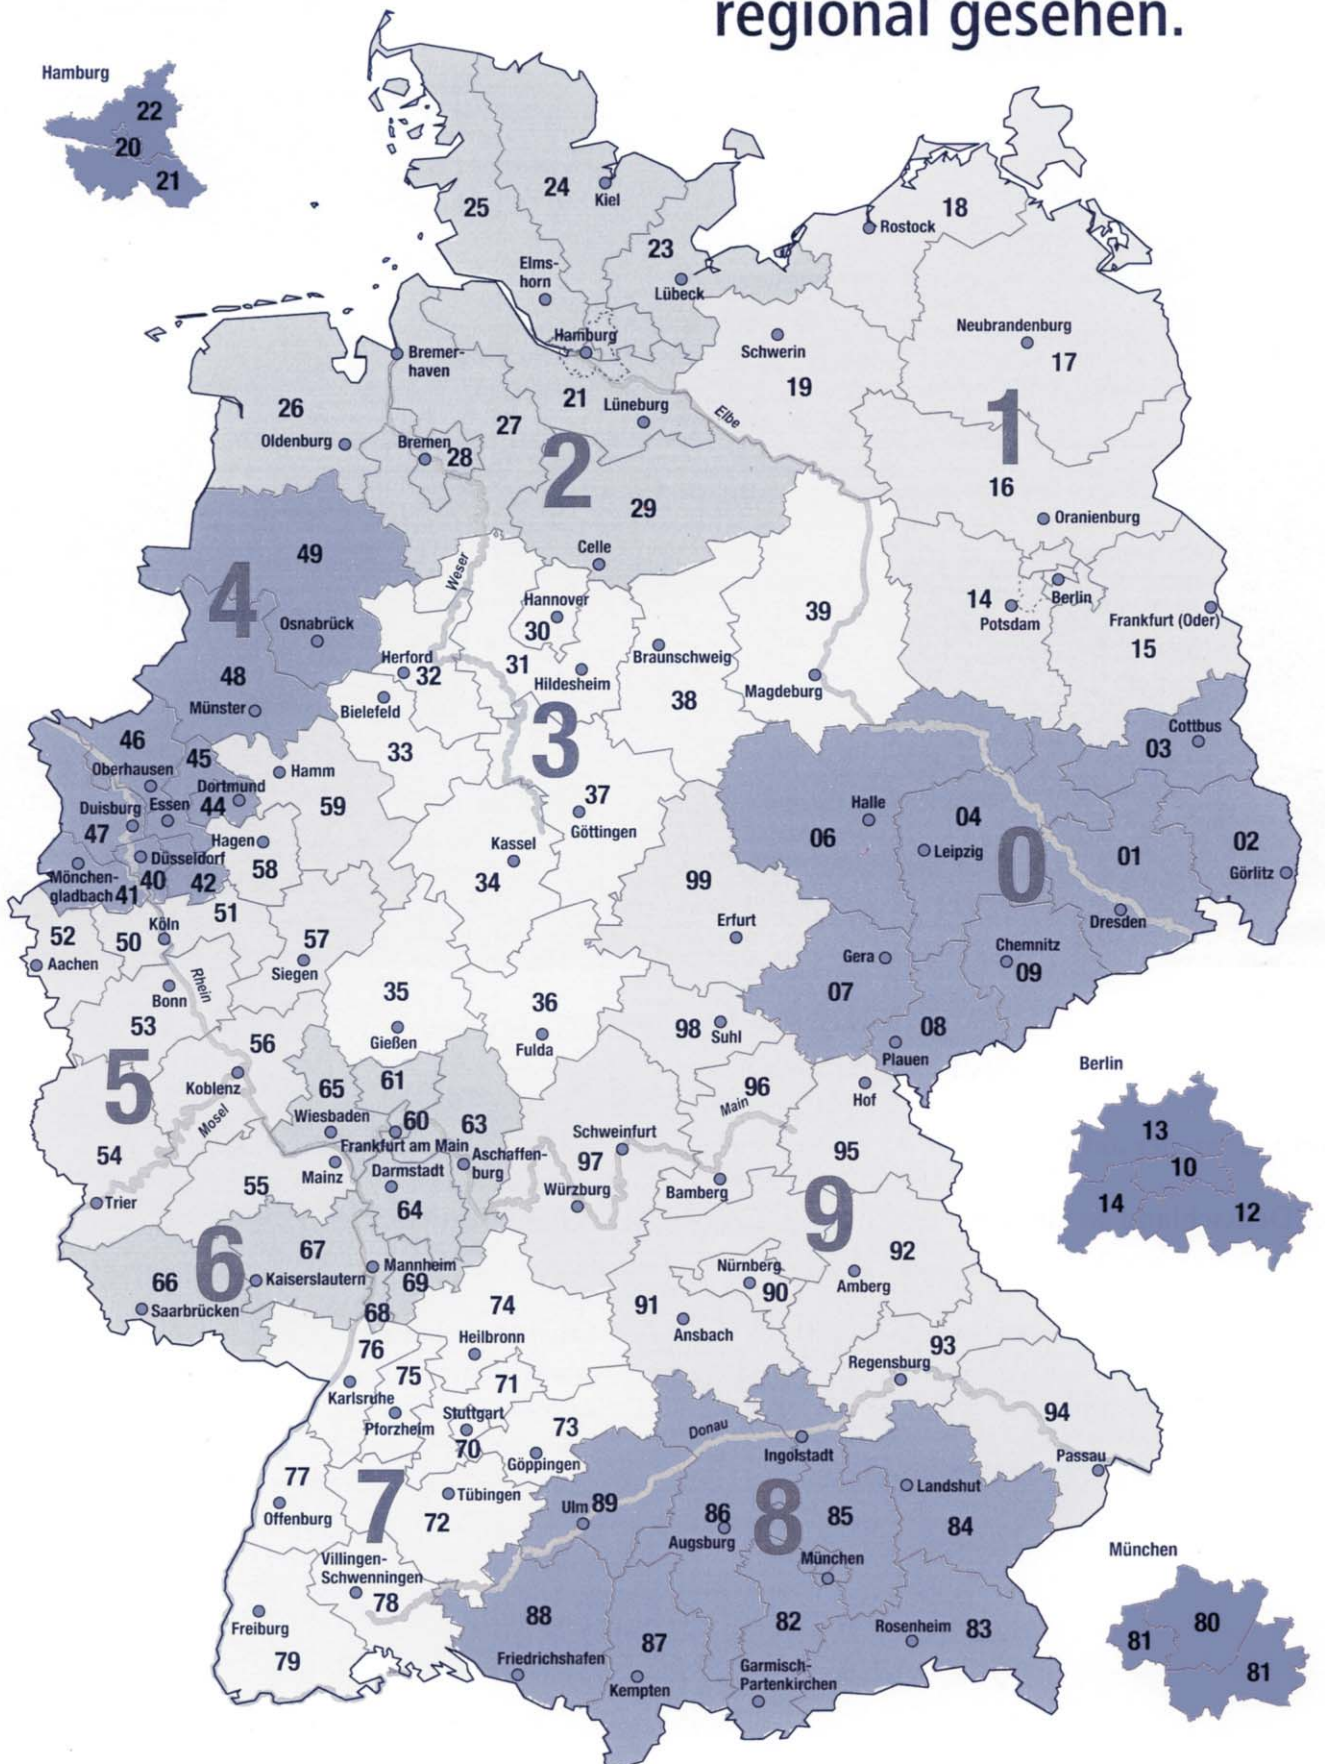 regional gesehen.
Hamburg
22
20
21
25
24
Kiel
23
18
Rostock
Elms-
horn
Lübeck
Hamburg
Schwerin
19
Neubrandenburg
17
1
Bremer-
haven
26
Oldenburg
Bremen
28
27
21
Lüneburg
Elbe
2
29
Celle
16
Oranienburg
49
4
Osnabrück
48
Münster
Weser
Hannover
30
31
Hildesheim
Herford
32
Bielefeld
33
Braunschweig
38
39
Magdeburg
14
Potsdam
Berlin
Frankfurt (Oder)
15
3
37
Göttingen
Kassel
34
46
45
Oberhausen
Duisburg
Essen
Dortmund
44
47
Hamm
59
Hagen
58
Düsseldorf
Mönchen-
gladbach
41
40
42
Cottbus
03
Halle
06
04
Leipzig
0
01
02
Görlitz
Dresden
99
Erfurt
Gera
07
Chemnitz
09
08
Plauen
51
52
Aachen
50
Köln
Rhein
57
Siegen
Bonn
53
5
56
Koblenz
Mosel
54
Trier
55
35
Gießen
36
Fulda
98
Suhl
96
Main
Hof
95
65
61
60
63
Wiesbaden
Frankfurt am Main
Mainz
Darmstadt
Aschaffen-
burg
64
Schweinfurt
97
Würzburg
Bamberg
9
92
Amberg
Nürnberg
90
91
Ansbach
6
67
66
Kaiserslautern
Saarbrücken
Mannheim
69
68
Berlin
13
10
14
12
74
Heilbronn
76
75
71
Karlsruhe
Pforzheim
Stuttgart
70
73
Göppingen
77
Offenburg
7
Tübingen
72
Villingen-
Schwenningen
78
Freiburg
79
93
Regensburg
94
Passau
Donau
Ingolstadt
Landshut
84
Ulm
89
86
Augsburg
8
85
München
88
Friedrichshafen
87
Kempten
82
Garmisch-
Partenkirchen
Rosenheim
83
München
81
80
81